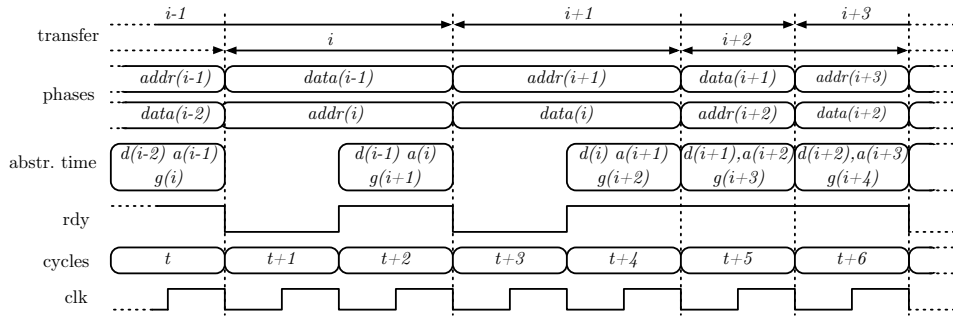 i-1 i+1 i+3
transfer
i i+2
addr(i-1) data(i-1) addr(i+1) data(i+1) addr(i+3)
phases
data(i-2) addr(i) data(i) addr(i+2) data(i+2)
d(i-2) a(i-1) d(i-1) a(i) d(i) a(i+1) d(i+1),a(i+2) d(i+2),a(i+3)
abstr. time
g(i) g(i+1) g(i+2) g(i+3) g(i+4)
rdy
cycles t t+1 t+2 t+3 t+4 t+5 t+6
clk